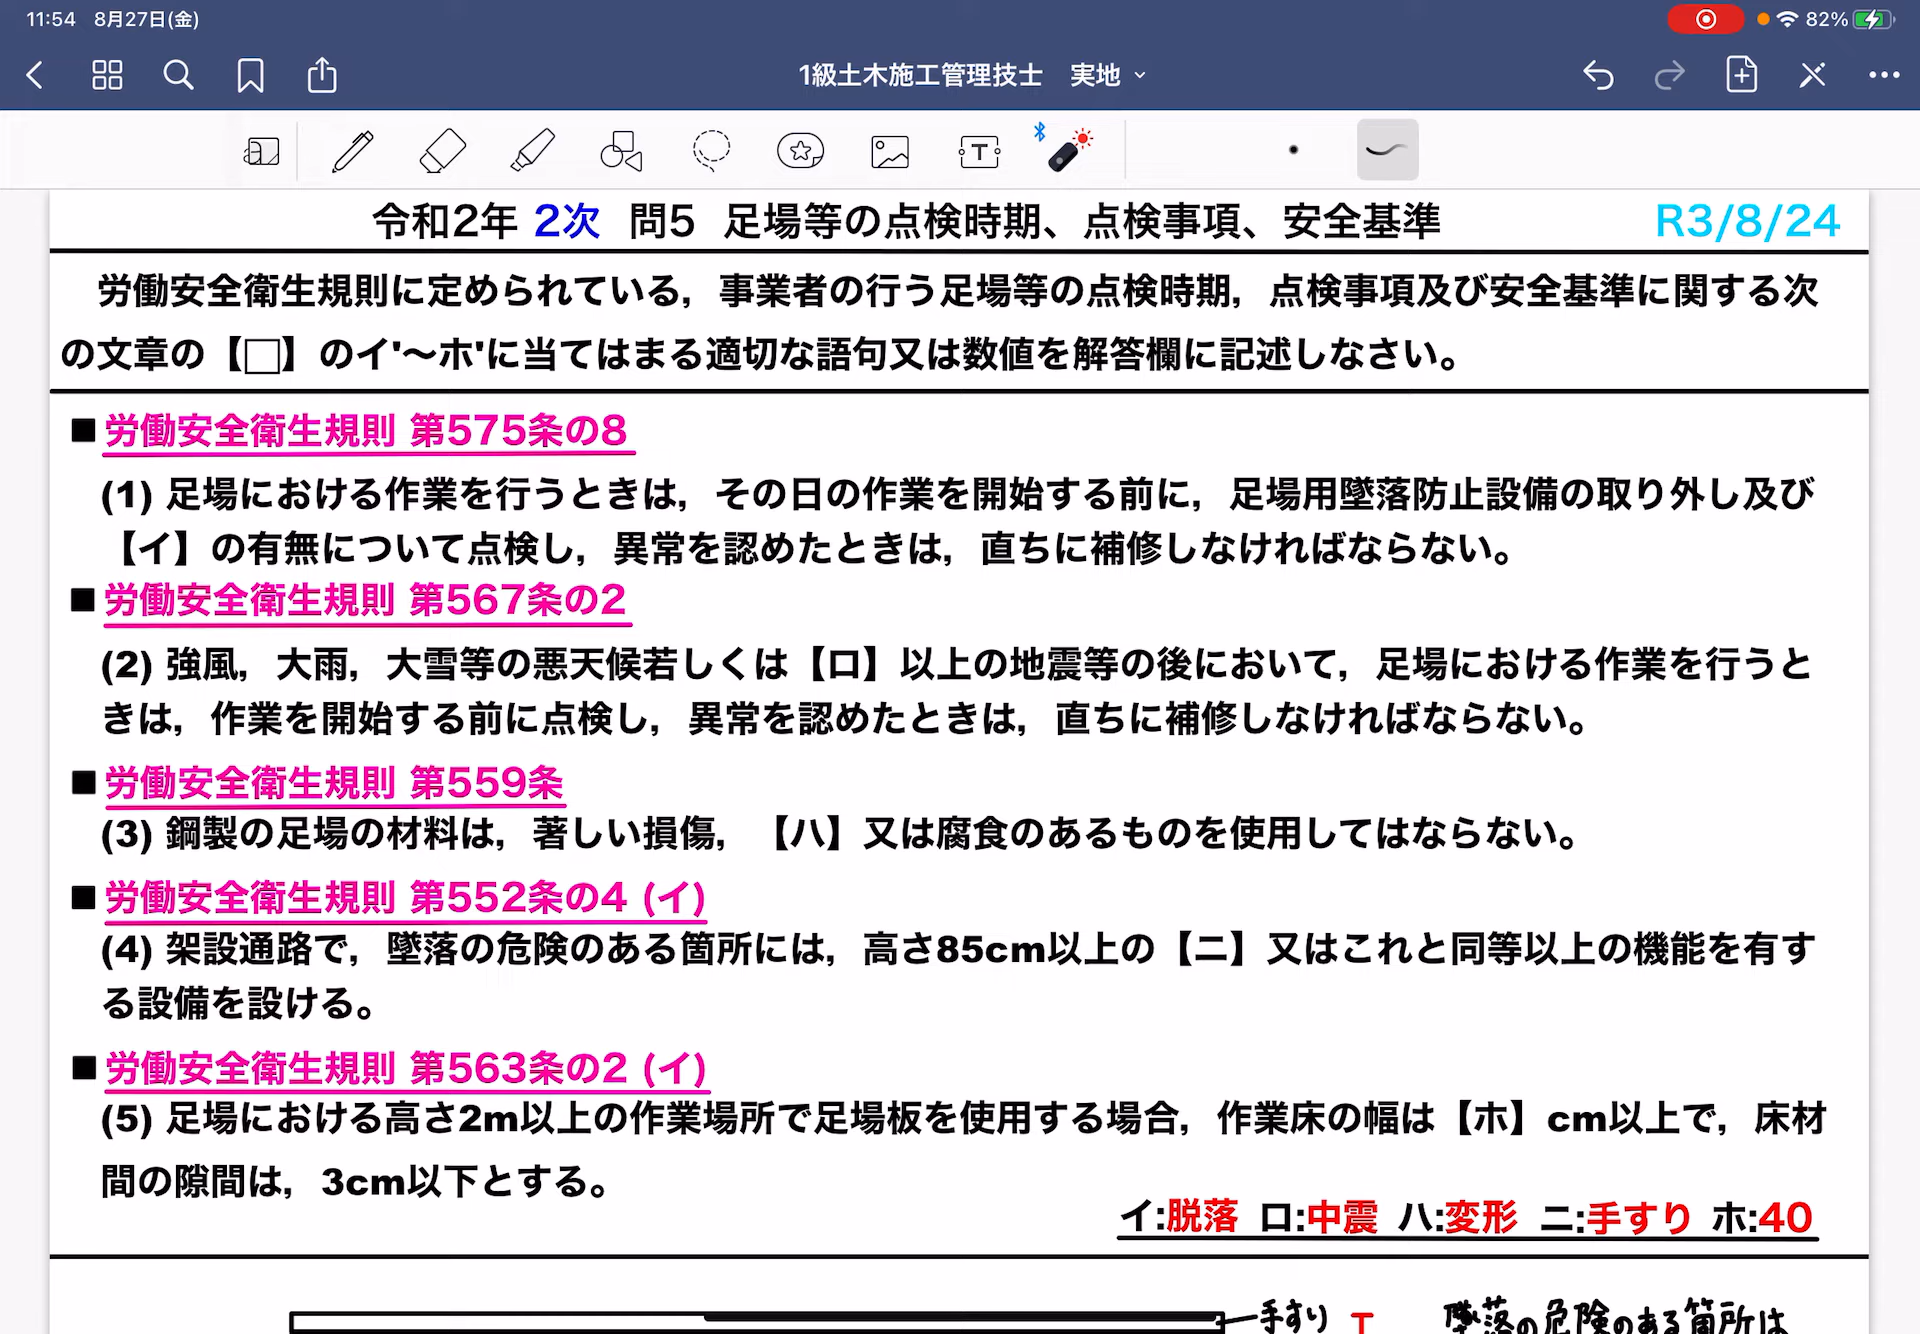 11:54 8月27日(金)
82%
1級土木施工管理技士 実地
令和2年 2次 問5 足場等の点検時期、点検事項、安全基準 R3/8/24
労働安全衛生規則に定められている，事業者の行う足場等の点検時期，点検事項及び安全基準に関する次
の文章の【□】のイ'～ホ'に当てはまる適切な語句又は数値を解答欄に記述しなさい。
■労働安全衛生規則 第575条の8
(1) 足場における作業を行うときは，その日の作業を開始する前に，足場用墜落防止設備の取り外し及び
【イ】の有無について点検し，異常を認めたときは，直ちに補修しなければならない。
■労働安全衛生規則 第567条の2
(2) 強風，大雨，大雪等の悪天候若しくは【ロ】以上の地震等の後において，足場における作業を行うと
きは，作業を開始する前に点検し，異常を認めたときは，直ちに補修しなければならない。
■労働安全衛生規則 第559条
(3) 鋼製の足場の材料は，著しい損傷，【ハ】又は腐食のあるものを使用してはならない。
■労働安全衛生規則 第552条の4 (イ)
(4) 架設通路で，墜落の危険のある箇所には，高さ85cm以上の【ニ】又はこれと同等以上の機能を有す
る設備を設ける。
■労働安全衛生規則 第563条の2 (イ)
(5) 足場における高さ2m以上の作業場所で足場板を使用する場合，作業床の幅は【ホ】cm以上で，床材
間の隙間は，3cm以下とする。
イ:脱落 ロ:中震 ハ:変形 ニ:手すり ホ:40
手すり 墜落の危険のある箇所は